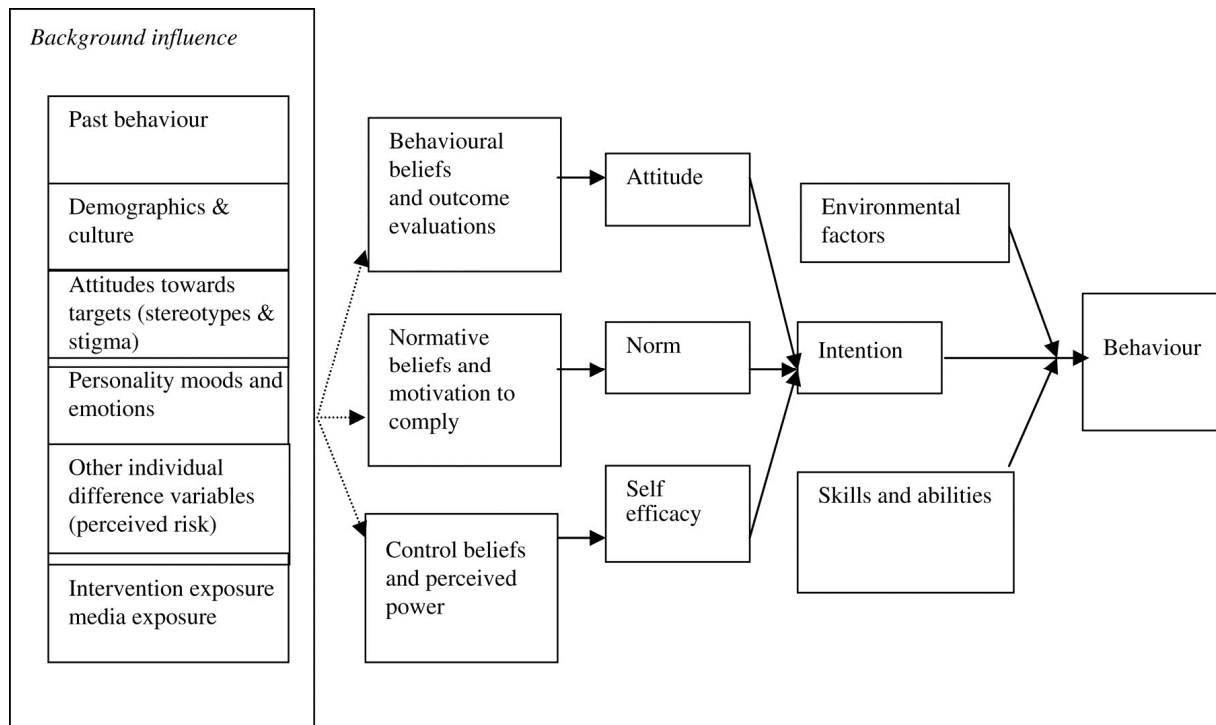 Background influence
Past behaviour
Demographics &
culture
Attitudes towards
targets (stereotypes &
stigma)
Personality moods and
emotions
Other individual
difference variables
(perceived risk)
Intervention exposure
media exposure
Behavioural
beliefs
and outcome
evaluations
Normative
beliefs and
motivation to
comply
Control beliefs
and perceived
power
Attitude
Norm
Self
efficacy
Environmental
factors
Intention
Skills and abilities
Behaviour